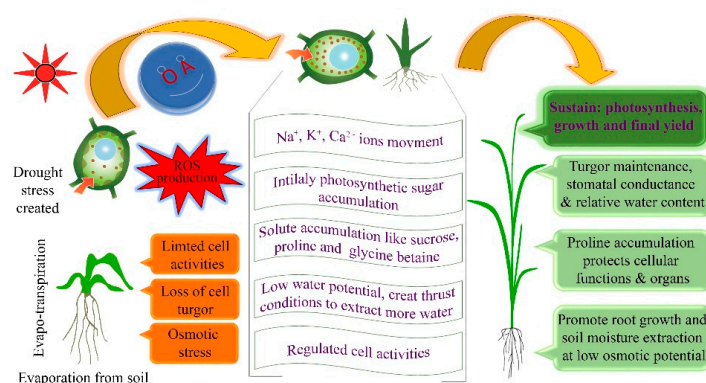 OA
Drought
stress
created
ROS
production
Evapo-transpiration
Limted cell
activities
Loss of cell
turgor
Osmotic
stress
Evaporation from soil
Na⁺, K⁺, Ca²⁻ ions movment
Intilaly photosynthetic sugar
accumulation
Solute accumulation like sucrose,
proline and glycine betaine
Low water potential, creat thrust
conditions to extract more water
Regulated cell activities
Sustain: photosynthesis,
growth and final yield
Turgor maintenance,
stomatal conductance
& relative water content
Proline accumulation
protects cellular
functions & organs
Promote root growth and
soil moisture extraction
at low osmotic potential